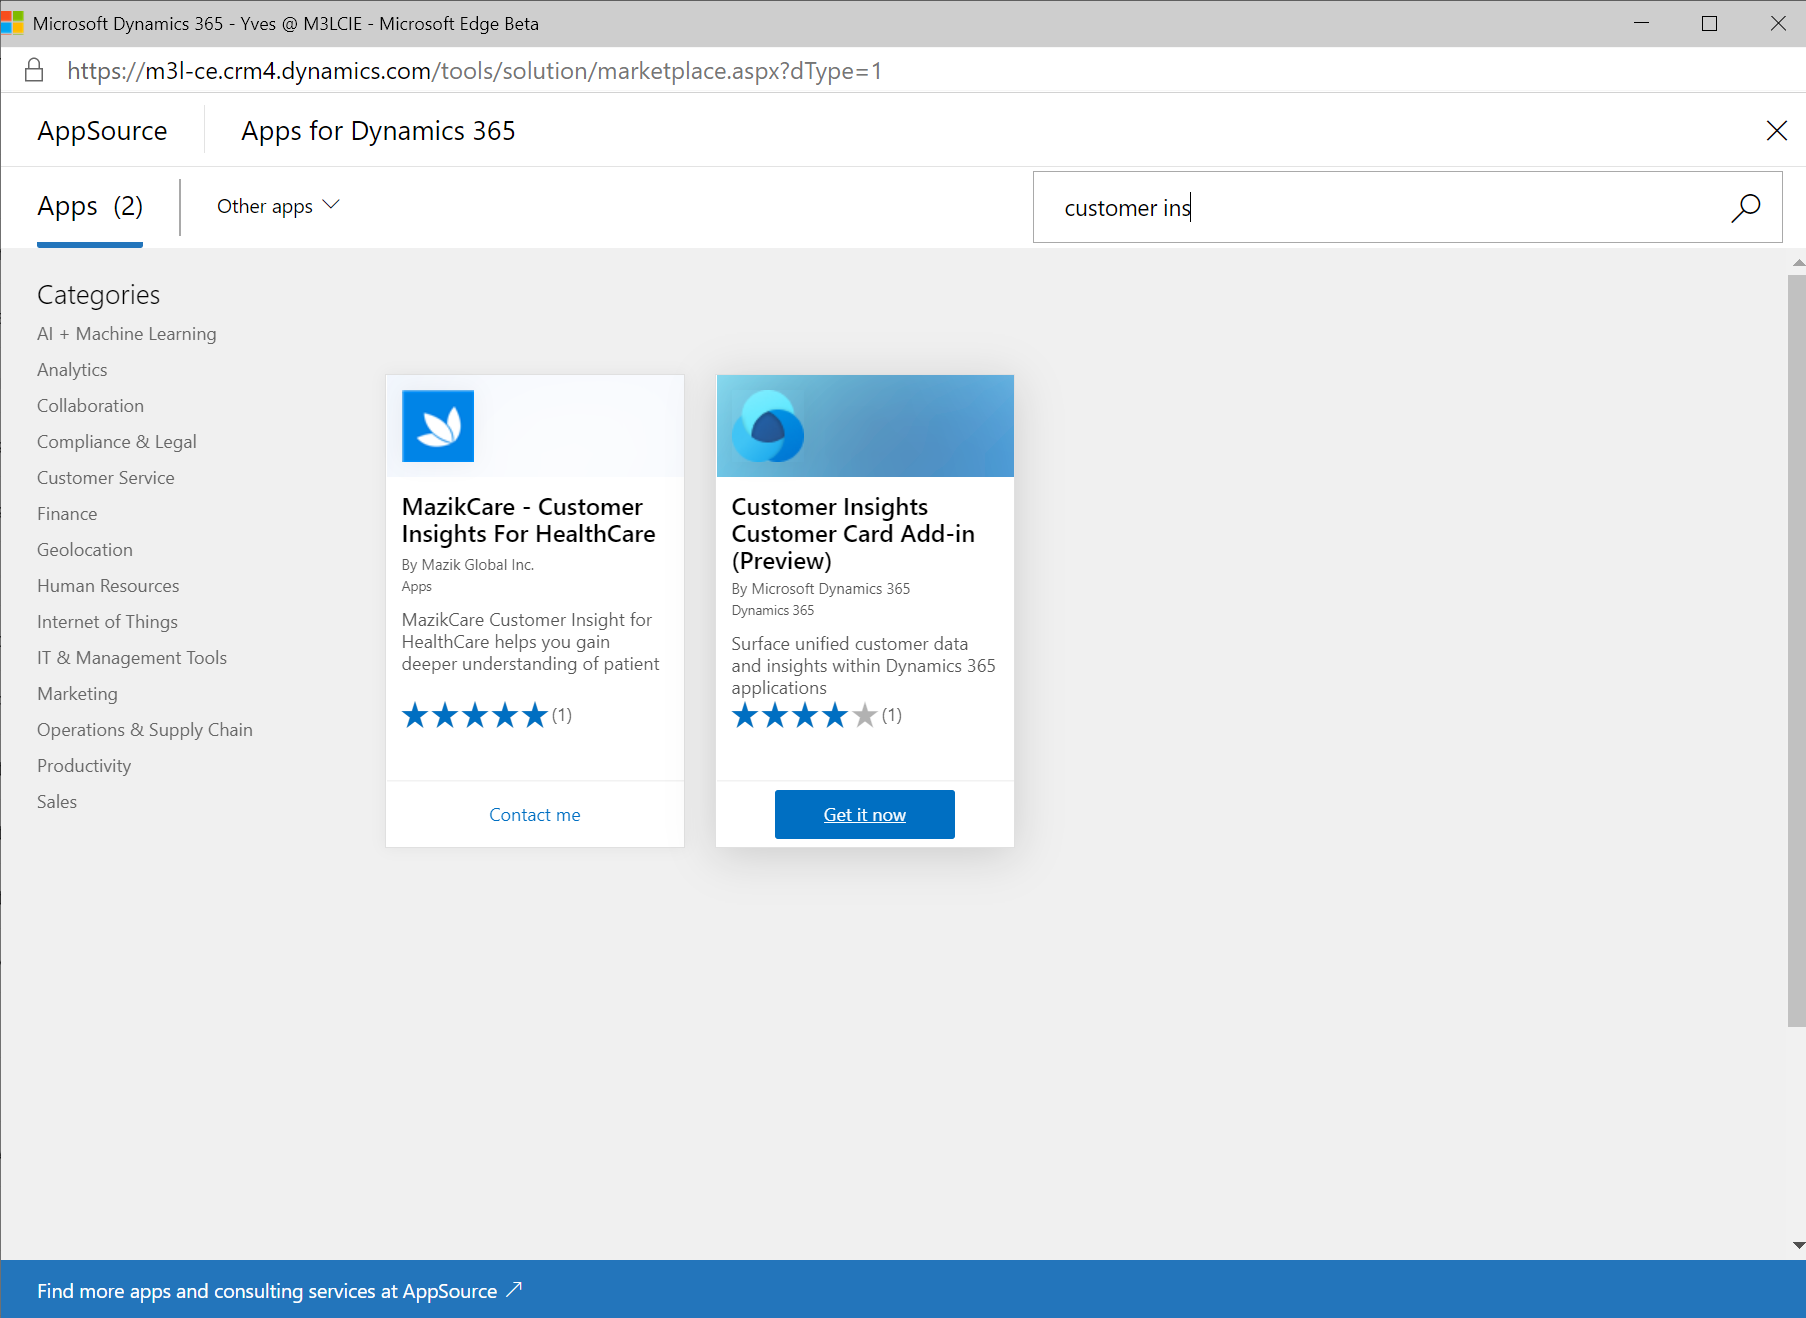 Microsoft Dynamics 365 - Yves @ M3LCIE - Microsoft Edge Beta
https://m3l-ce.crm4.dynamics.com/tools/solution/marketplace.aspx?dType=1
AppSource
Apps for Dynamics 365
Apps (2)
Other apps
customer ins
Categories
AI + Machine Learning
Analytics
Collaboration
Compliance & Legal
Customer Service
Finance
Geolocation
Human Resources
Internet of Things
IT & Management Tools
Marketing
Operations & Supply Chain
Productivity
Sales
MazikCare - Customer
Insights For HealthCare
By Mazik Global Inc.
Apps
MazikCare Customer Insight for
HealthCare helps you gain
deeper understanding of patient
(1)
Contact me
Customer Insights
Customer Card Add-in
(Preview)
By Microsoft Dynamics 365
Dynamics 365
Surface unified customer data
and insights within Dynamics 365
applications
(1)
Get it now
Find more apps and consulting services at AppSource